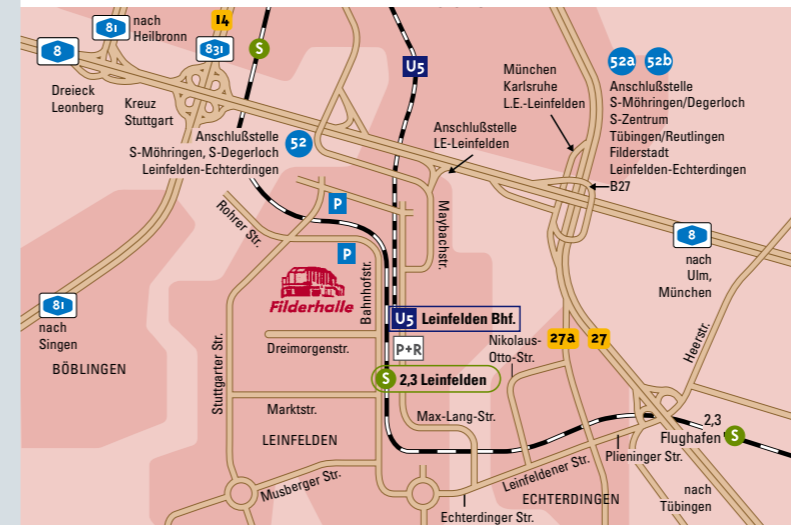 14
81
nach
Heilbronn
831
S
8
U5
52a 52b
München
Karlsruhe
L.E.-Leinfelden
Anschlußstelle
S-Möhringen/Degerloch
S-Zentrum
Tübingen/Reutlingen
Filderstadt
Leinfelden-Echterdingen
B27
Dreieck
Leonberg
Kreuz
Stuttgart
Anschlußstelle
S-Möhringen, S-Degerloch
Leinfelden-Echterdingen
52
Anschlußstelle
LE-Leinfelden
P
Rohrer Str.
Maybachstr.
8
nach
Ulm,
München
P
Filderhalle
Bahnhofstr.
81
nach
Singen
BÖBLINGEN
U5 Leinfelden Bhf.
P+R
Nikolaus-
Otto-Str.
27a 27
Heerstr.
Dreimorgenstr.
Stuttgarter Str.
S 2,3 Leinfelden
Marktstr.
LEINFELDEN
Max-Lang-Str.
2,3
Flughafen S
Plieninger Str.
Musberger Str.
Leinfeldener Str.
ECHTERDINGEN
Echterdinger Str.
nach
Tübingen